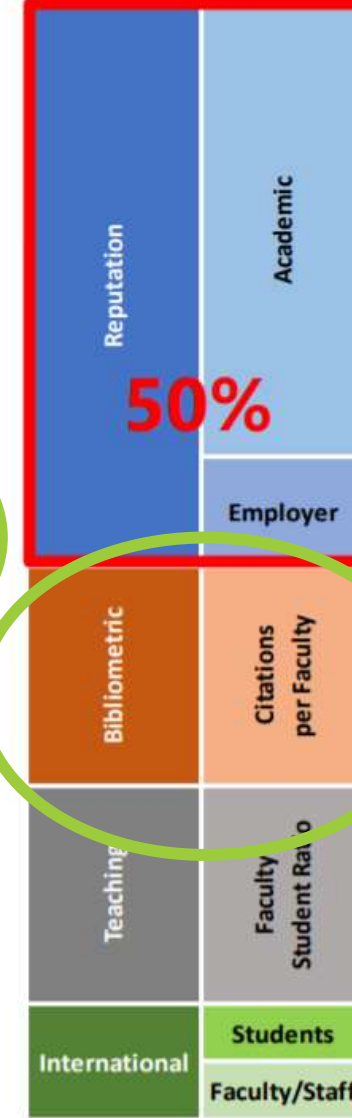 Reputation
Academic
50%
Employer
Bibliometric
Citations
per Faculty
Teaching
Faculty
Student Ratio
International
Students
Faculty/Staff